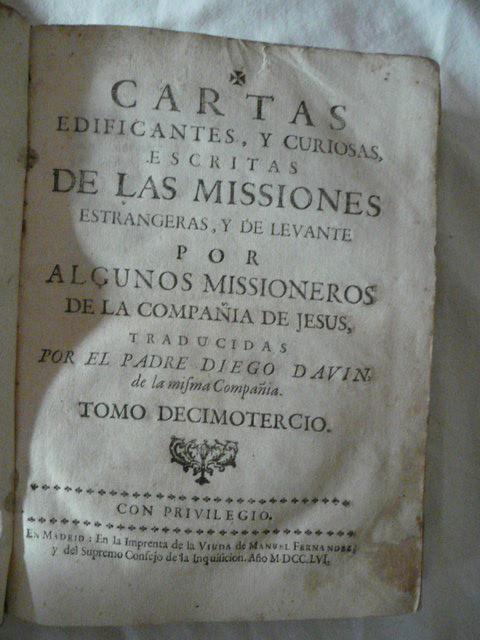 CARTAS
EDIFICANTES, Y CURIOSAS,
ESCRITAS
DE LAS MISSIONES
ESTRANGERAS, Y DE LEVANTE
POR
ALGUNOS MISSIONEROS
DE LA COMPAÑIA DE JESUS,
TRADUCIDAS
POR EL PADRE DIEGO DAVIN,
de la miſma Compañia.
TOMO DECIMOTERCIO.
CON PRIVILEGIO.
EN MADRID: En la Imprenta de la VIUDA DE MANUEL FERNANDEZ,
y del Supremo Conſejo de la Inquiſicion. Año M DCC.LVI.